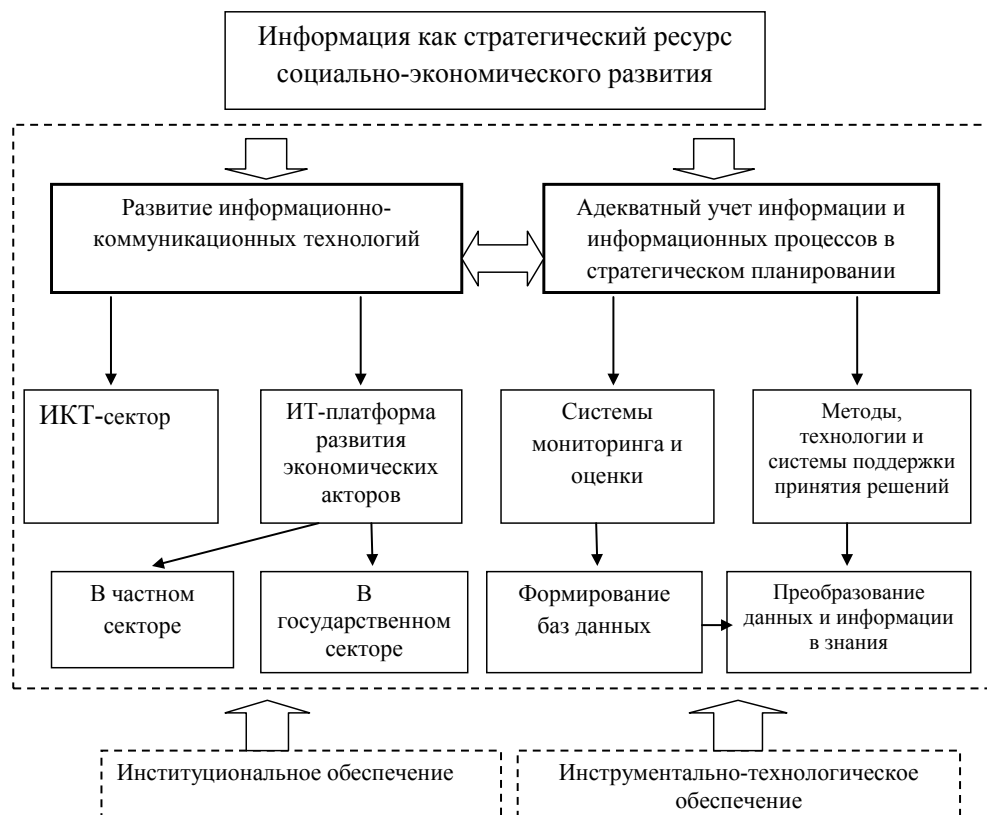 Информация как стратегический ресурс
социально-экономического развития
Развитие информационно-
коммуникационных технологий
Адекватный учет информации и
информационных процессов в
стратегическом планировании
ИКТ-сектор
ИТ-платформа
развития
экономических
акторов
Системы
мониторинга и
оценки
Методы,
технологии и
системы поддержки
принятия решений
В частном
секторе
В
государственном
секторе
Формирование
баз данных
Преобразование
данных и информации
в знания
Институциональное обеспечение
Инструментально-технологическое
обеспечение